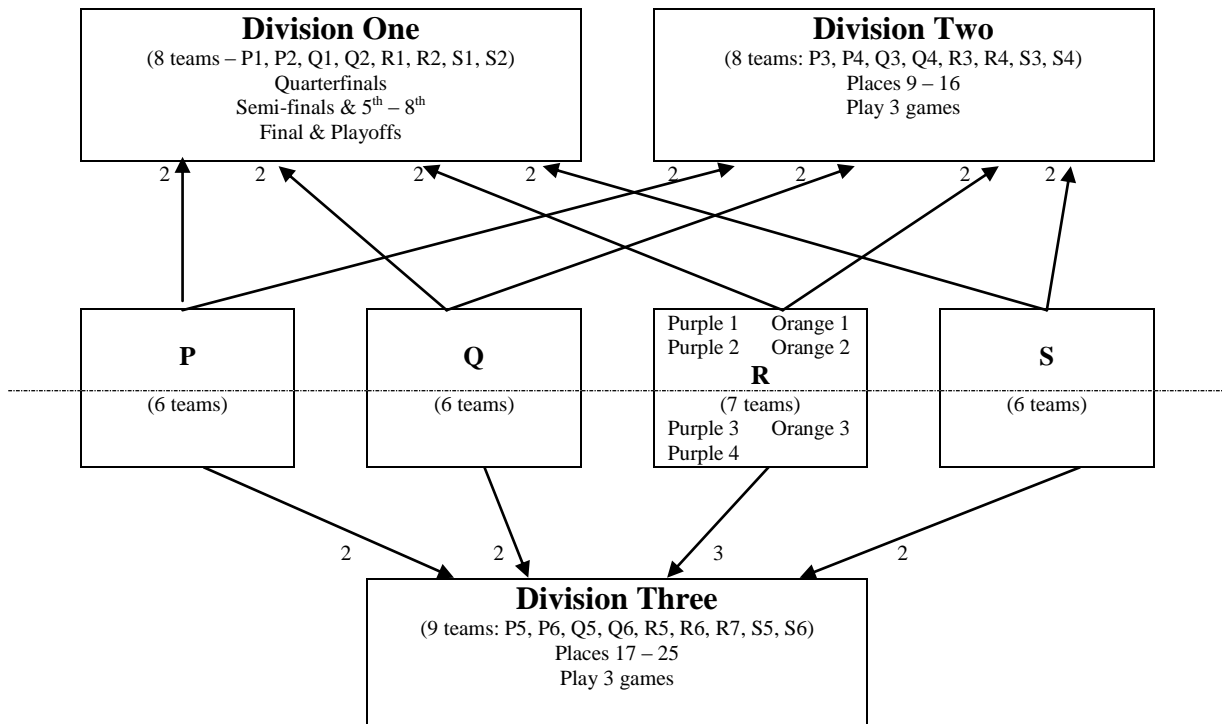 Division One
(8 teams – P1, P2, Q1, Q2, R1, R2, S1, S2)
Quarterfinals
Semi-finals & 5th – 8th
Final & Playoffs
Division Two
(8 teams: P3, P4, Q3, Q4, R3, R4, S3, S4)
Places 9 – 16
Play 3 games
2 2 2 2 2 2 2 2
P
(6 teams)
Q
(6 teams)
Purple 1 Orange 1
Purple 2 Orange 2
R
(7 teams)
Purple 3 Orange 3
Purple 4
S
(6 teams)
2 2 3 2
Division Three
(9 teams: P5, P6, Q5, Q6, R5, R6, R7, S5, S6)
Places 17 – 25
Play 3 games